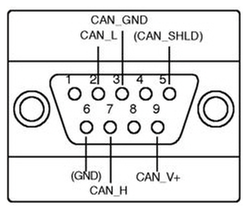 CAN_GND
CAN_L
(CAN_SHLD)
1 2 3 4 5
6 7 8 9
(GND)
CAN_V+
CAN_H